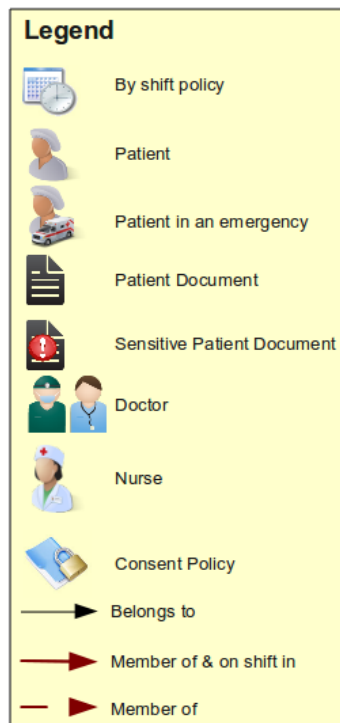 Legend
By shift policy
Patient
Patient in an emergency
Patient Document
Sensitive Patient Document
Doctor
Nurse
Consent Policy
Belongs to
Member of & on shift in
Member of